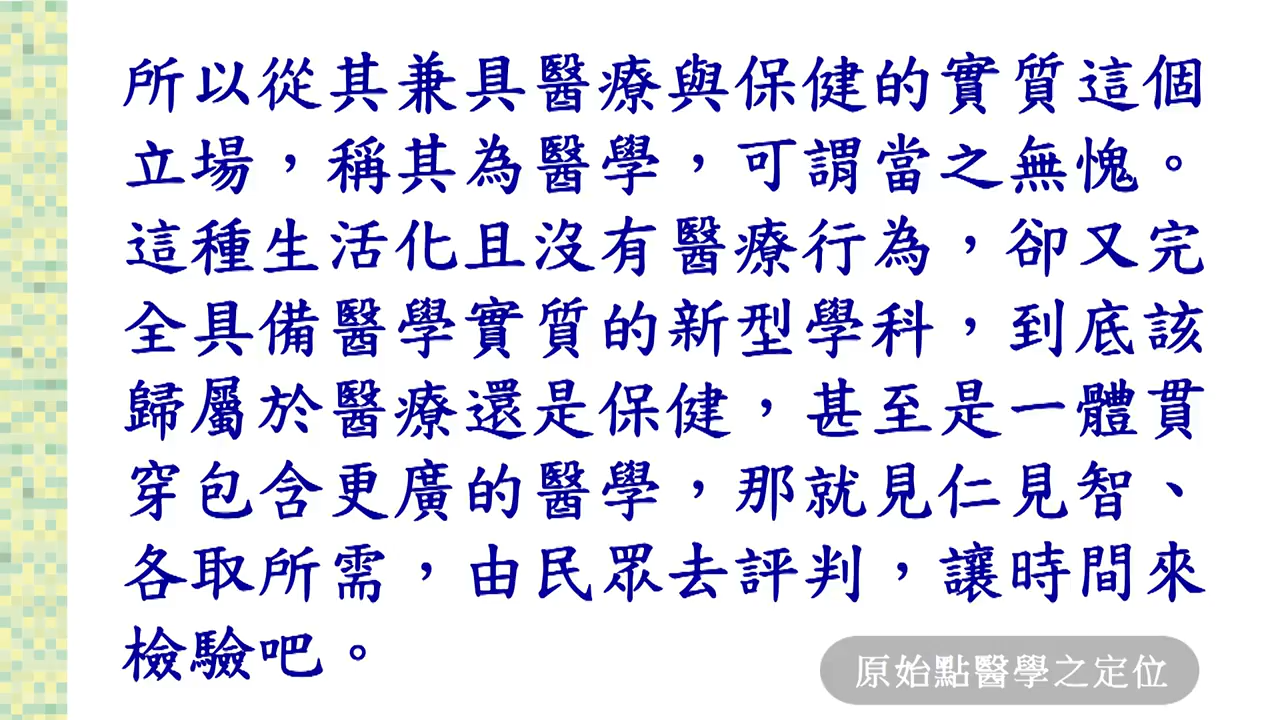 所以從其兼具醫療與保健的實質這個
立場，稱其為醫學，可謂當之無愧。
這種生活化且沒有醫療行為，卻又完
全具備醫學實質的新型學科，到底該
歸屬於醫療還是保健，甚至是一體貫
穿包含更廣的醫學，那就見仁見智、
各取所需，由民眾去評判，讓時間來
檢驗吧。
原始點醫學之定位